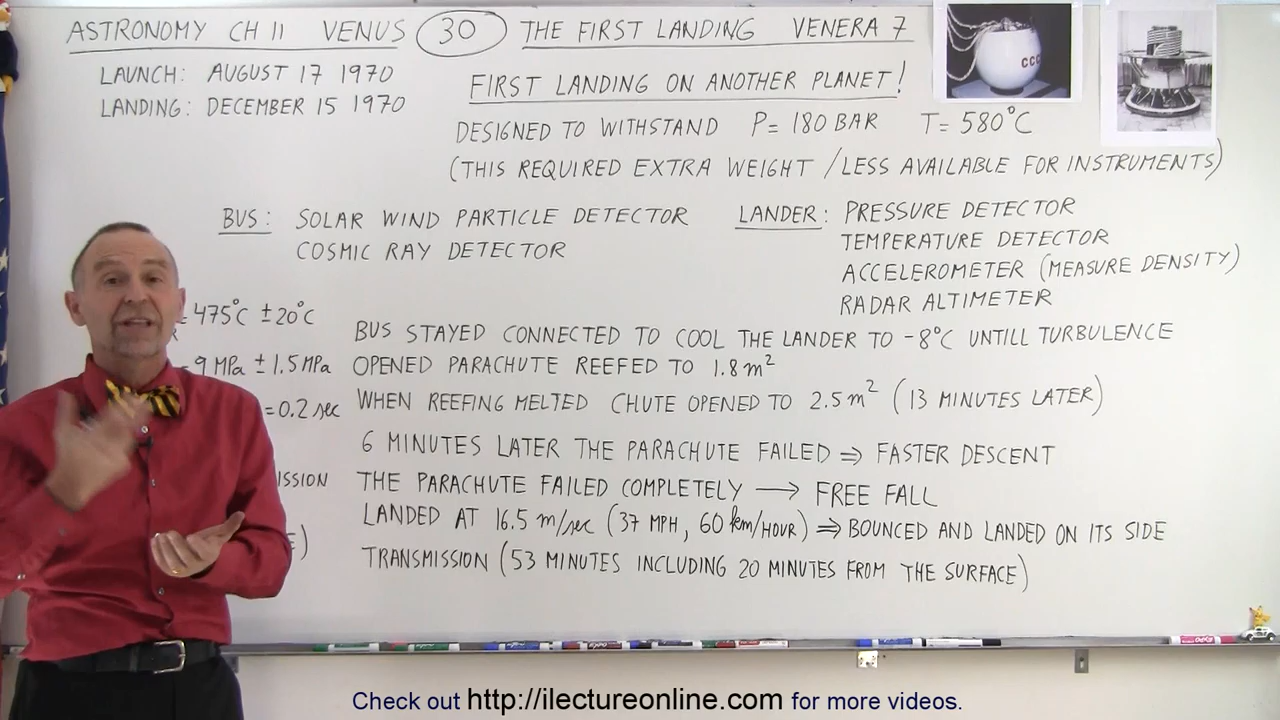 ASTRONOMY CH 11 VENUS 30 THE FIRST LANDING VENERA 7
LAUNCH: AUGUST 17 1970
LANDING: DECEMBER 15 1970
FIRST LANDING ON ANOTHER PLANET!
DESIGNED TO WITHSTAND P= 180 BAR T= 580°C
(THIS REQUIRED EXTRA WEIGHT / LESS AVAILABLE FOR INSTRUMENTS)
CCC
BUS: SOLAR WIND PARTICLE DETECTOR
COSMIC RAY DETECTOR
LANDER: PRESSURE DETECTOR
TEMPERATURE DETECTOR
ACCELEROMETER (MEASURE DENSITY)
RADAR ALTIMETER
= 475°C ±20°C
9 MPa ± 1.5 MPa
= 0.2 sec
BUS STAYED CONNECTED TO COOL THE LANDER TO -8°C UNTILL TURBULENCE
OPENED PARACHUTE REEFED TO 1.8 m²
WHEN REEFING MELTED CHUTE OPENED TO 2.5 m² (13 MINUTES LATER)
6 MINUTES LATER THE PARACHUTE FAILED ⇒ FASTER DESCENT
THE PARACHUTE FAILED COMPLETELY → FREE FALL
LANDED AT 16.5 m/sec (37 MPH, 60 km/HOUR) ⇒ BOUNCED AND LANDED ON ITS SIDE
TRANSMISSION (53 MINUTES INCLUDING 20 MINUTES FROM THE SURFACE)
Check out http://ilectureonline.com for more videos.